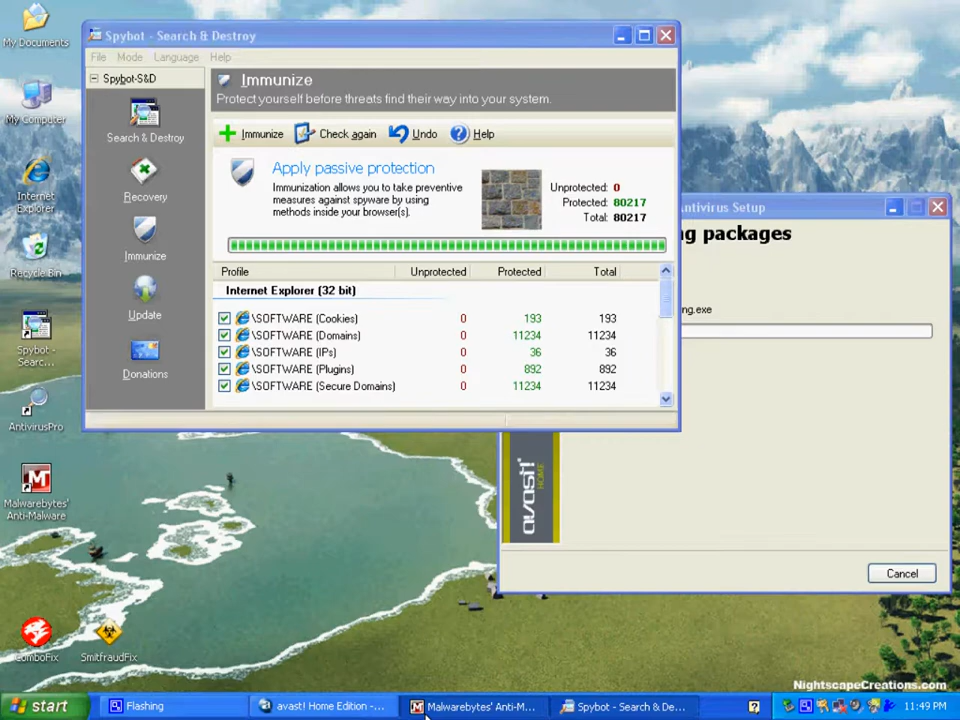 My Documents
My Computer
Internet
Explorer
Recycle Bin
Spybot -
Searc...
AntivirusPro
Malwarebytes'
Anti-Malware
ComboFix
SmitfraudFix
Spybot - Search & Destroy
File Mode Language Help
Spybot-S&D
Search & Destroy
Recovery
Immunize
Update
Donations
Immunize
Protect yourself before threats find their way into your system.
Immunize Check again Undo Help
Apply passive protection
Immunization allows you to take preventive
measures against spyware by using
methods inside your browser(s).
Unprotected: 0
Protected: 80217
Total: 80217
Profile Unprotected Protected Total
Internet Explorer (32 bit)
\SOFTWARE (Cookies) 0 193 193
\SOFTWARE (Domains) 0 11234 11234
\SOFTWARE (IPs) 0 36 36
\SOFTWARE (Plugins) 0 892 892
\SOFTWARE (Secure Domains) 0 11234 11234
ntivirus Setup
ng packages
ng.exe
avast! HOME
Cancel
NightscapeCreations.com
start
Flashing
avast! Home Edition -...
Malwarebytes' Anti-M...
Spybot - Search & De...
11:49 PM